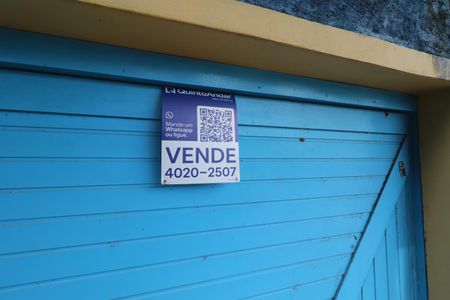 QuintoAndar
Mande um
Whatsapp
ou ligue.
VENDE
4020-2507